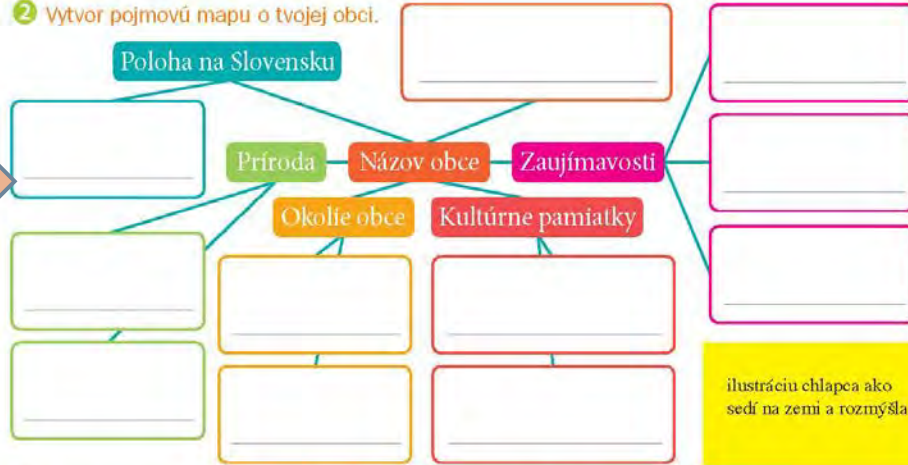 2 Vytvor pojmovú mapu o tvojej obci.
Poloha na Slovensku
Príroda
Názov obce
Zaujímavosti
Okolie obce
Kultúrne pamiatky
ilustráciu chlapca ako
sedí na zemi a rozmýšla